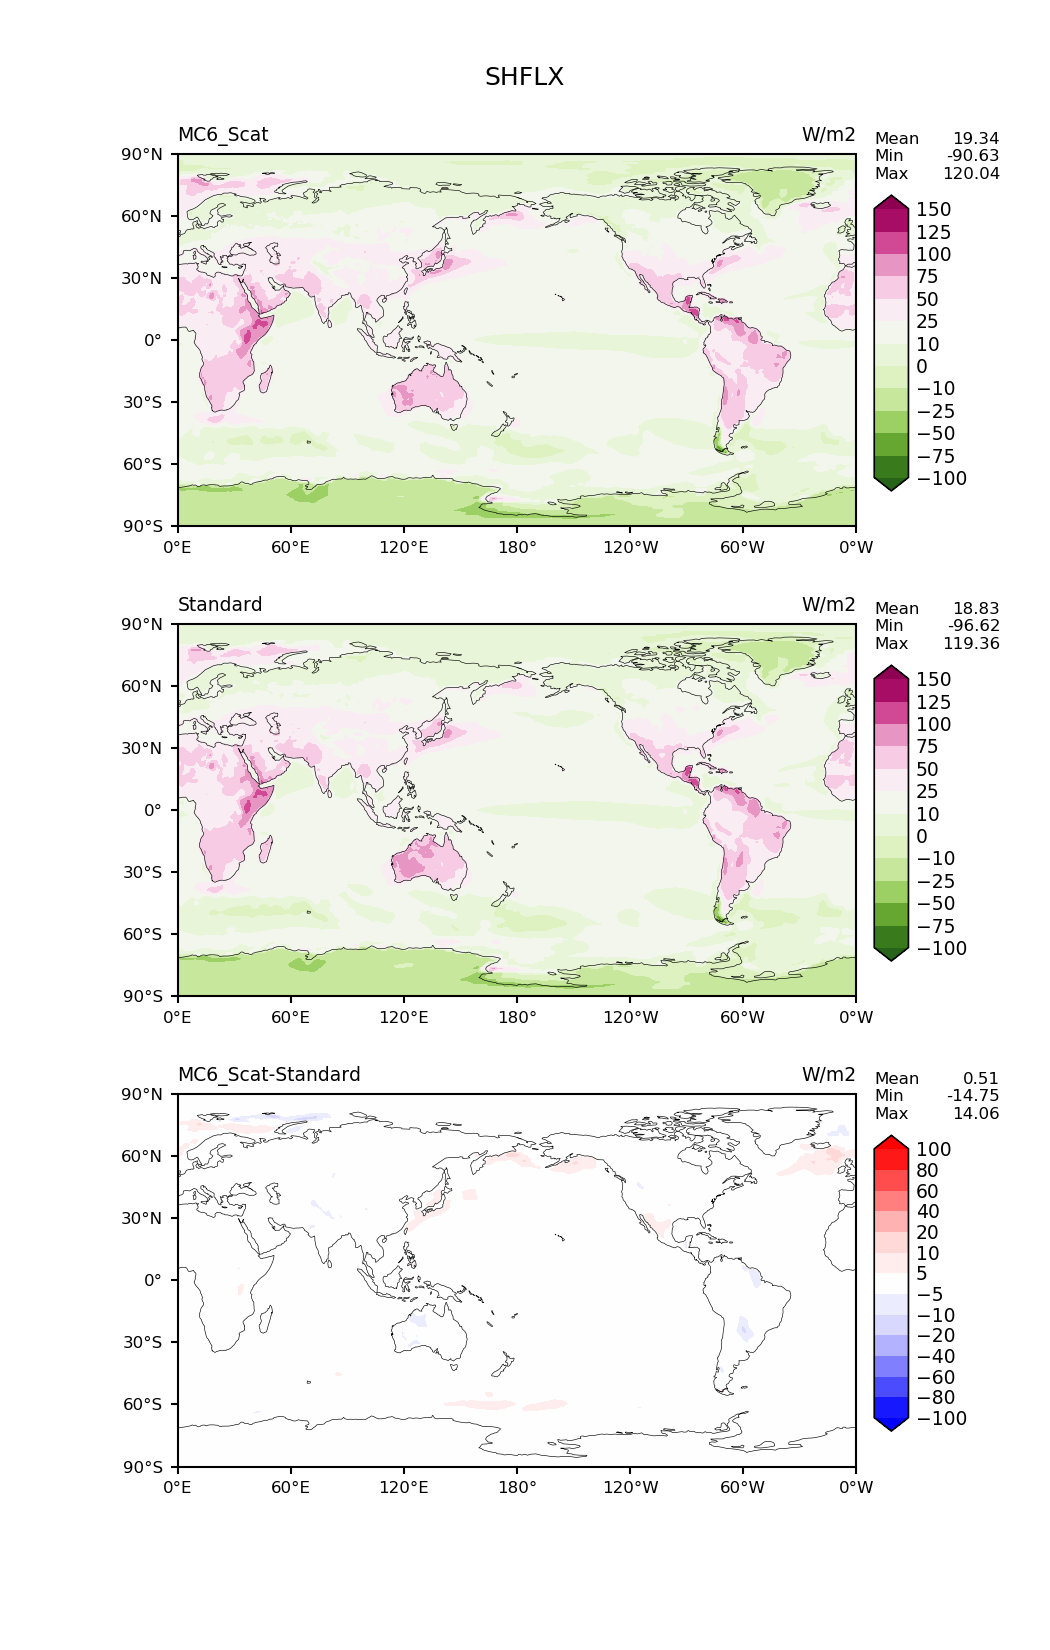 SHFLX
MC6_Scat W/m2
Mean 19.34
Min -90.63
Max 120.04
90°N
60°N
30°N
0°
30°S
60°S
90°S
0°E 60°E 120°E 180° 120°W 60°W 0°W
150
125
100
75
50
25
10
0
−10
−25
−50
−75
−100
Standard W/m2
Mean 18.83
Min -96.62
Max 119.36
90°N
60°N
30°N
0°
30°S
60°S
90°S
0°E 60°E 120°E 180° 120°W 60°W 0°W
150
125
100
75
50
25
10
0
−10
−25
−50
−75
−100
MC6_Scat-Standard W/m2
Mean 0.51
Min -14.75
Max 14.06
90°N
60°N
30°N
0°
30°S
60°S
90°S
0°E 60°E 120°E 180° 120°W 60°W 0°W
100
80
60
40
20
10
5
−5
−10
−20
−40
−60
−80
−100